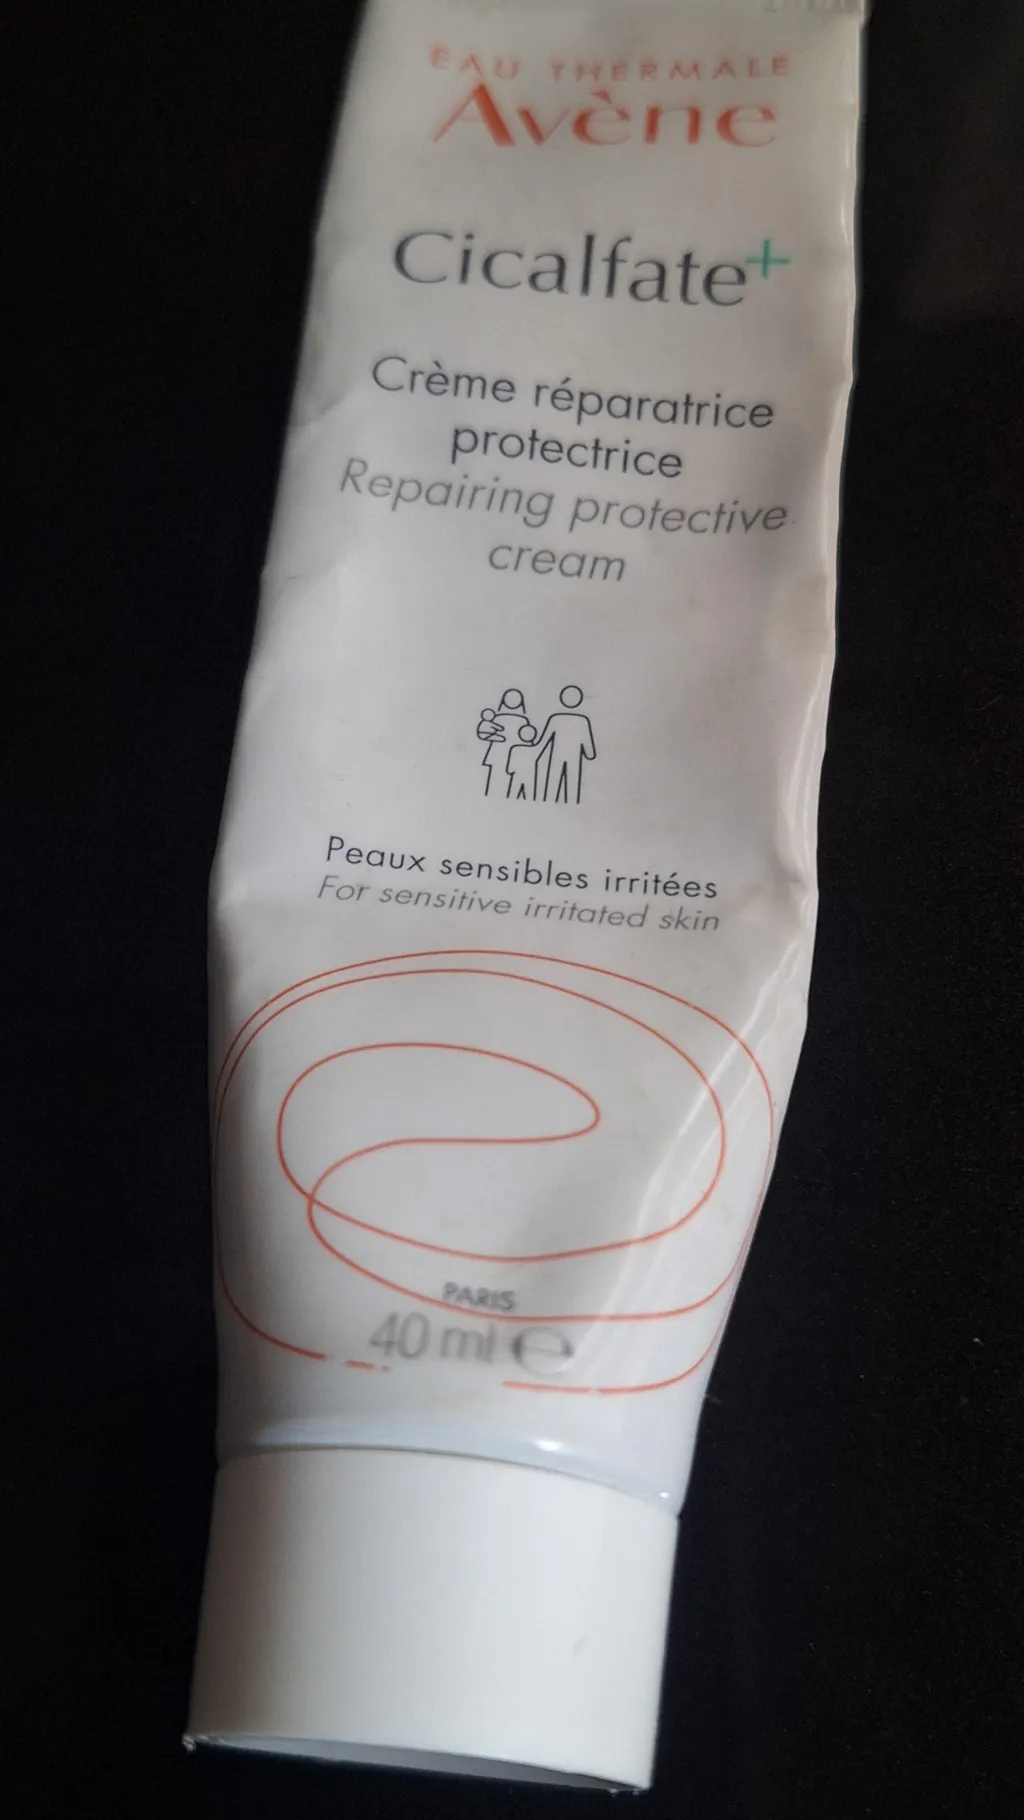 EAU THERMALE
Avène
Cicalfate+
Crème réparatrice
protectrice
Repairing protective
cream
Peaux sensibles irritées
For sensitive irritated skin
PARIS
40 ml ℮